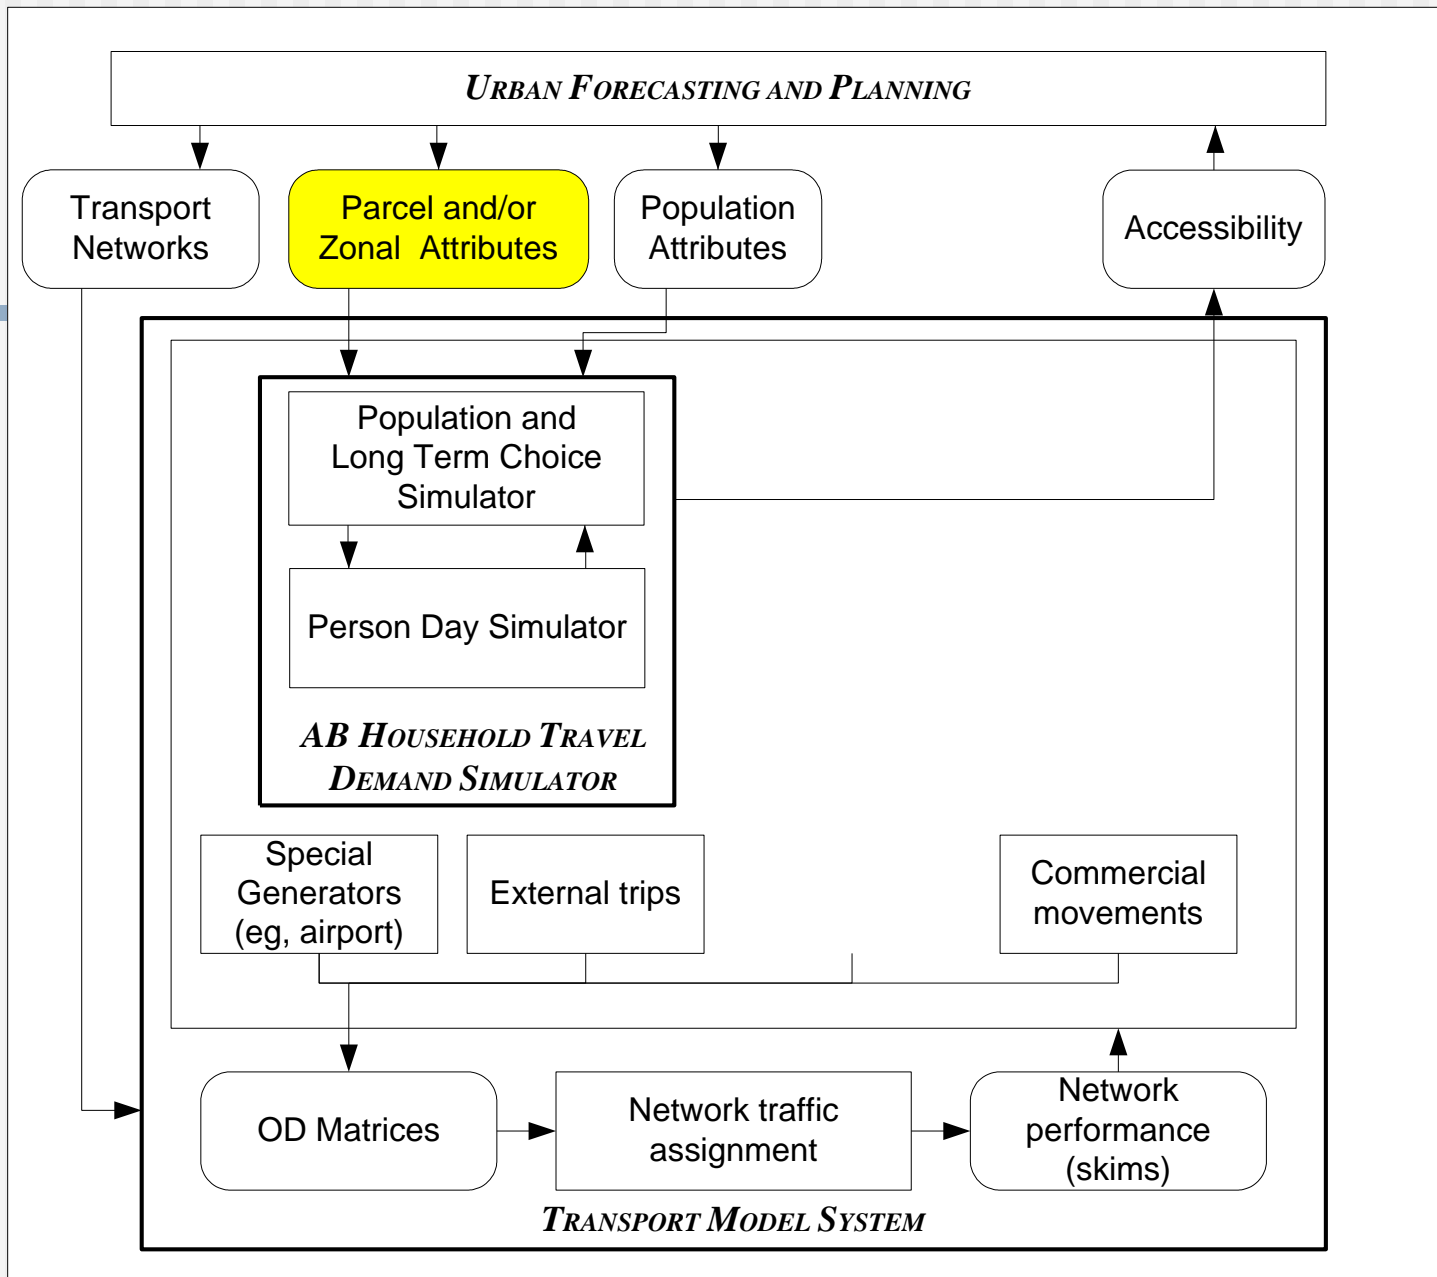 URBAN FORECASTING AND PLANNING
Transport
Networks
Parcel and/or
Zonal Attributes
Population
Attributes
Accessibility
Population and
Long Term Choice
Simulator
Person Day Simulator
AB HOUSEHOLD TRAVEL
DEMAND SIMULATOR
Special
Generators
(eg, airport)
External trips
Commercial
movements
OD Matrices
Network traffic
assignment
Network
performance
(skims)
TRANSPORT MODEL SYSTEM